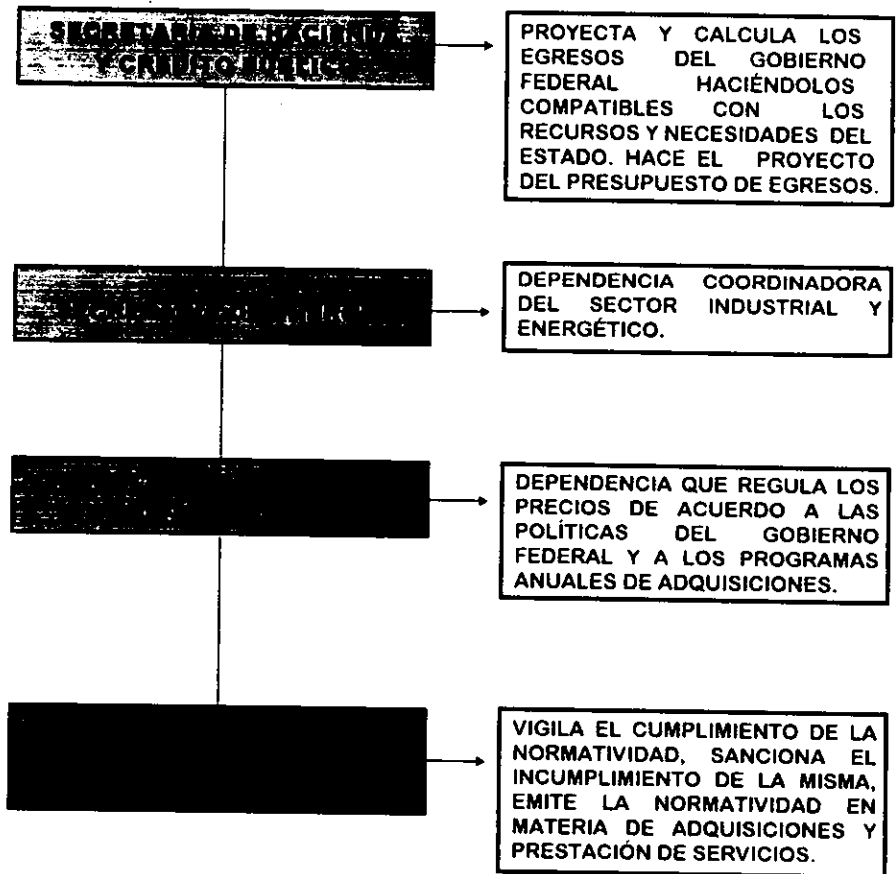 SECRETARÍA DE HACIENDA
Y CRÉDITO PÚBLICO
PROYECTA Y CALCULA LOS
EGRESOS DEL GOBIERNO
FEDERAL HACIÉNDOLOS
COMPATIBLES CON LOS
RECURSOS Y NECESIDADES DEL
ESTADO. HACE EL PROYECTO
DEL PRESUPUESTO DE EGRESOS.
DEPENDENCIA COORDINADORA
DEL SECTOR INDUSTRIAL Y
ENERGÉTICO.
DEPENDENCIA QUE REGULA LOS
PRECIOS DE ACUERDO A LAS
POLÍTICAS DEL GOBIERNO
FEDERAL Y A LOS PROGRAMAS
ANUALES DE ADQUISICIONES.
VIGILA EL CUMPLIMIENTO DE LA
NORMATIVIDAD, SANCIONA EL
INCUMPLIMIENTO DE LA MISMA,
EMITE LA NORMATIVIDAD EN
MATERIA DE ADQUISICIONES Y
PRESTACIÓN DE SERVICIOS.